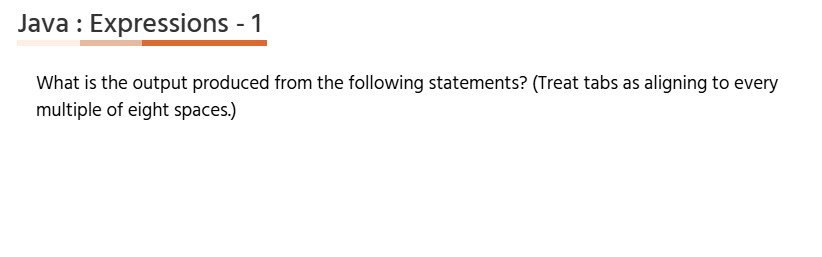 Java : Expressions - 1
What is the output produced from the following statements? (Treat tabs as aligning to every
multiple of eight spaces.)